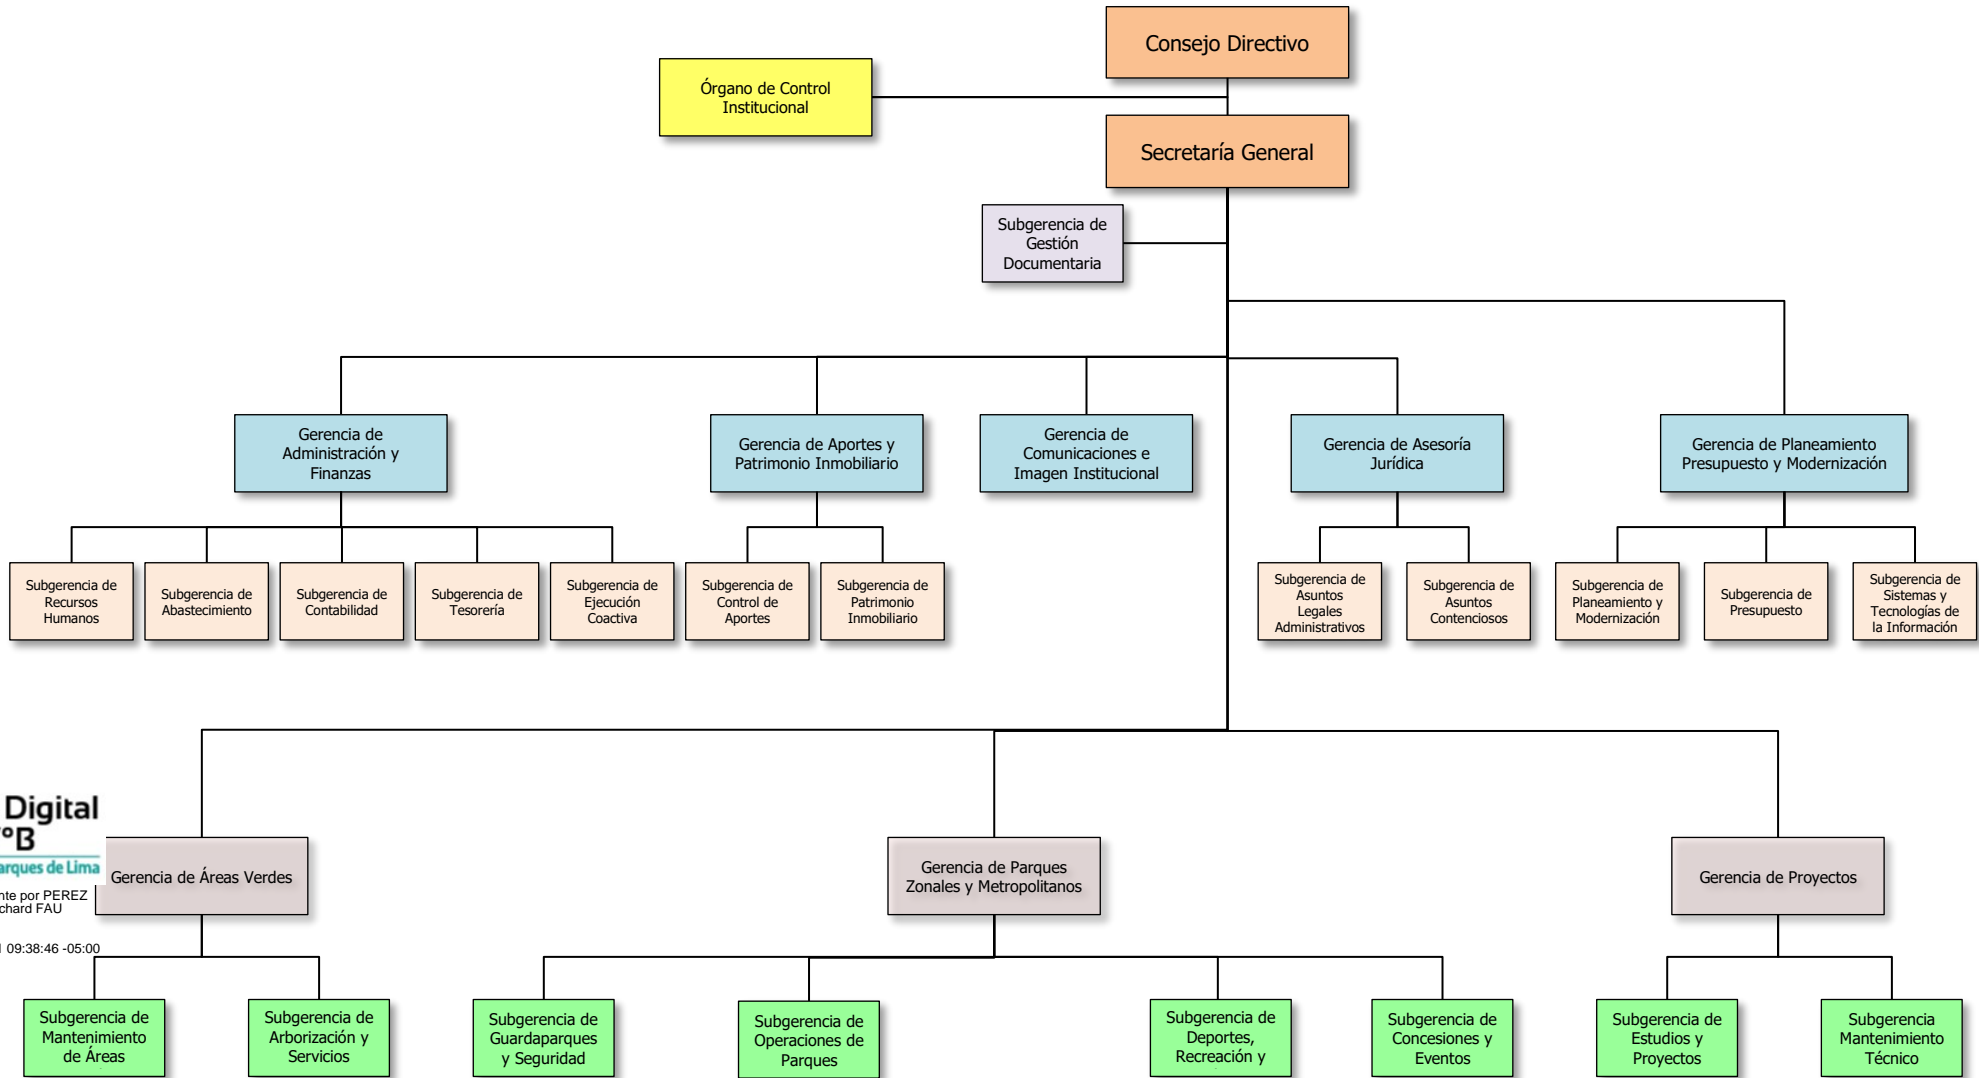 Consejo Directivo
Órgano de Control
Institucional
Secretaría General
Subgerencia de
Gestión
Documentaria
Gerencia de
Administración y
Finanzas
Gerencia de Aportes y
Patrimonio Inmobiliario
Gerencia de
Comunicaciones e
Imagen Institucional
Gerencia de Asesoría
Jurídica
Gerencia de Planeamiento
Presupuesto y Modernización
Subgerencia de
Recursos
Humanos
Subgerencia de
Abastecimiento
Subgerencia de
Contabilidad
Subgerencia de
Tesorería
Subgerencia de
Ejecución
Coactiva
Subgerencia de
Control de
Aportes
Subgerencia de
Patrimonio
Inmobiliario
Subgerencia de
Asuntos
Legales
Administrativos
Subgerencia de
Asuntos
Contenciosos
Subgerencia de
Planeamiento y
Modernización
Subgerencia de
Presupuesto
Subgerencia de
Sistemas y
Tecnologías de
la Información
Digital
°B
arques de Lima
nte por PEREZ
chard FAU
09:38:46 -05:00
Gerencia de Áreas Verdes
Gerencia de Parques
Zonales y Metropolitanos
Gerencia de Proyectos
Subgerencia de
Mantenimiento
de Áreas
Subgerencia de
Arborización y
Servicios
Subgerencia de
Guardaparques
y Seguridad
Subgerencia de
Operaciones de
Parques
Subgerencia de
Deportes,
Recreación y
Subgerencia de
Concesiones y
Eventos
Subgerencia de
Estudios y
Proyectos
Subgerencia
Mantenimiento
Técnico